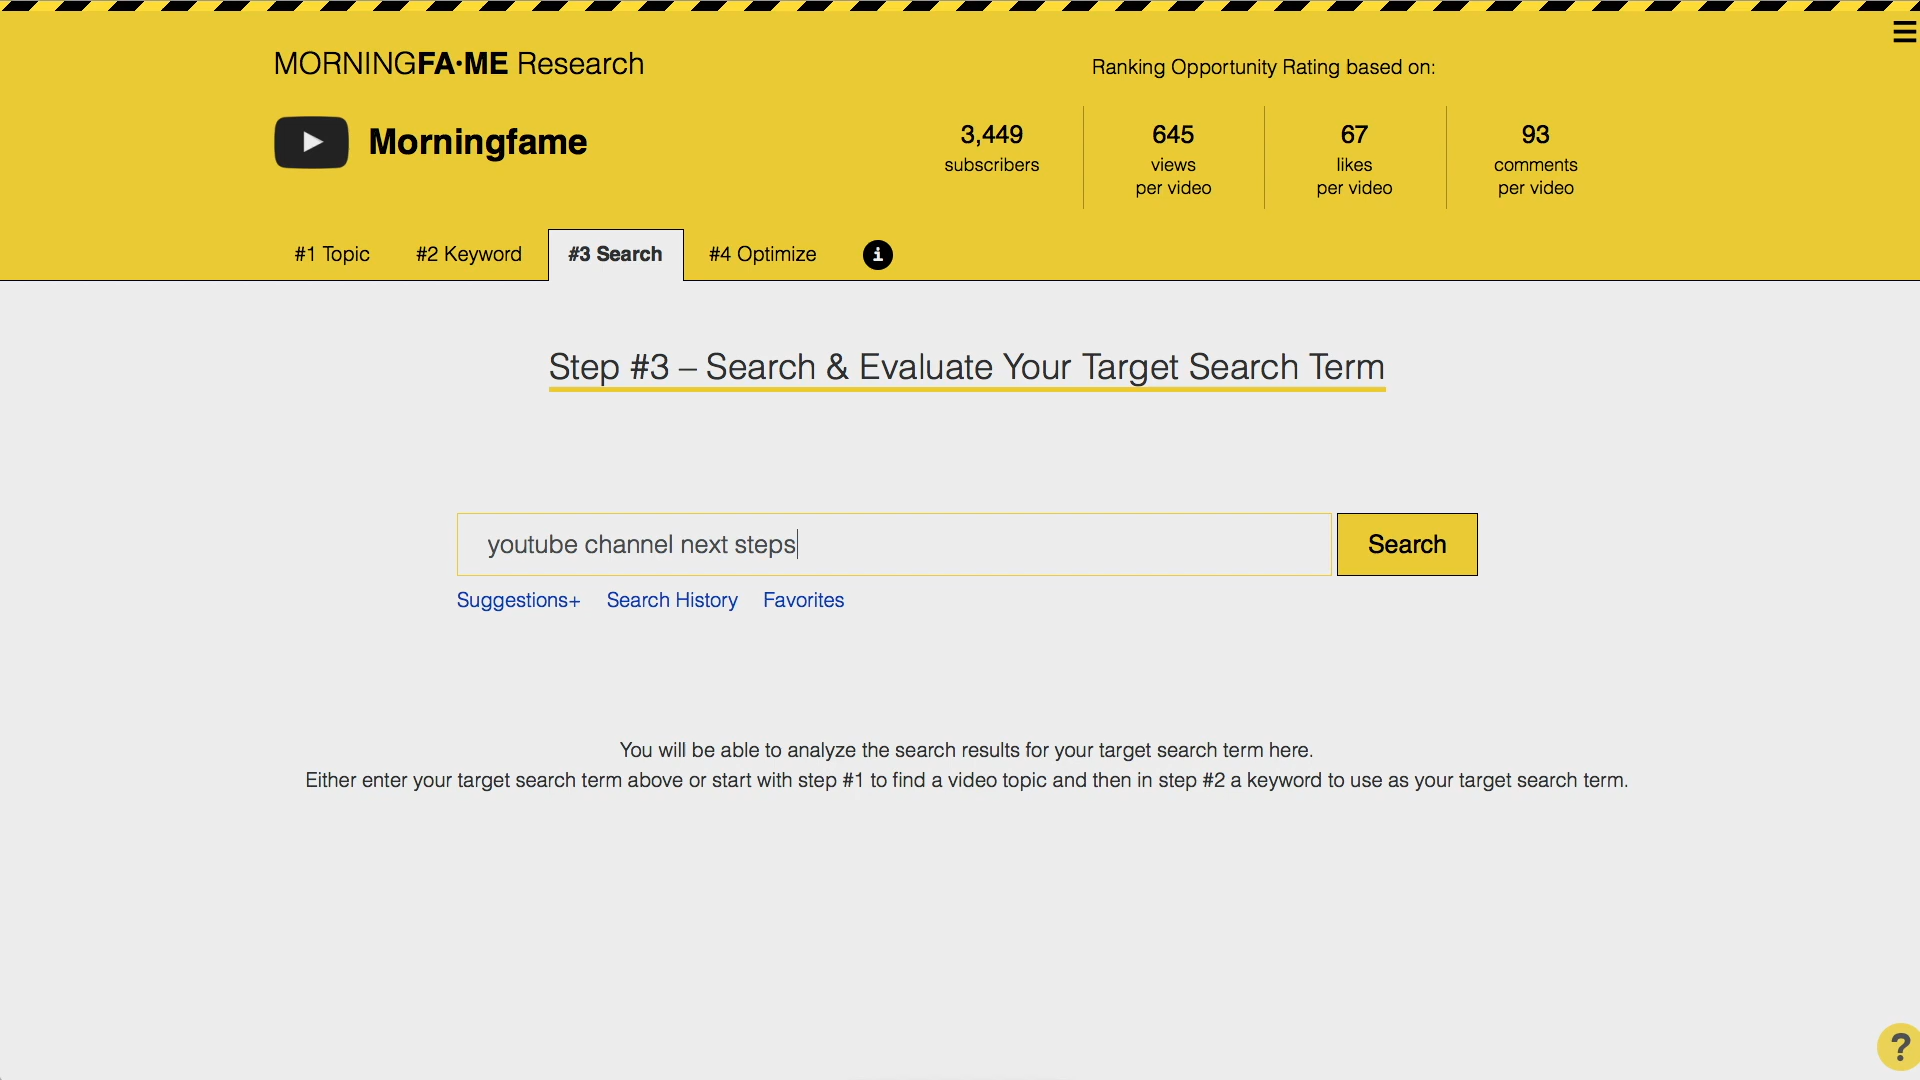 MORNINGFA·ME Research
Ranking Opportunity Rating based on:
Morningfame
3,449
subscribers
645
views
per video
67
likes
per video
93
comments
per video
#1 Topic
#2 Keyword
#3 Search
#4 Optimize
i
Step #3 – Search & Evaluate Your Target Search Term
youtube channel next steps
Search
Suggestions+
Search History
Favorites
You will be able to analyze the search results for your target search term here.
Either enter your target search term above or start with step #1 to find a video topic and then in step #2 a keyword to use as your target search term.
?